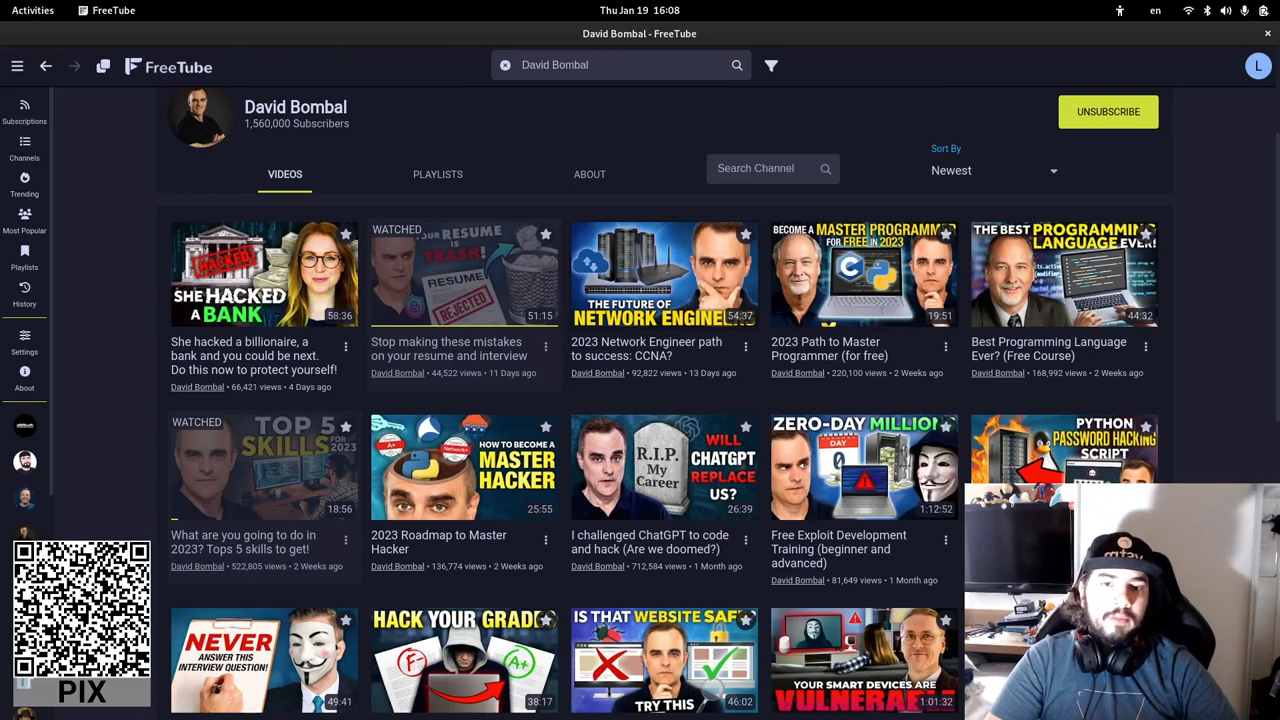 Activities
FreeTube
Thu Jan 19 16:08
en
David Bombal - FreeTube
×
FreeTube
David Bombal
L
Subscriptions
Channels
Trending
Most Popular
Playlists
History
Settings
About
David Bombal
1,560,000 Subscribers
UNSUBSCRIBE
VIDEOS
PLAYLISTS
ABOUT
Search Channel
Sort By
Newest
HACKED
SHE HACKED
A BANK
58:36
She hacked a billionaire, a
bank and you could be next.
Do this now to protect yourself!
David Bombal • 66,421 views • 4 Days ago
WATCHED
YOUR RESUME
IS
TRASH!
RESUME
REJECTED
51:15
Stop making these mistakes
on your resume and interview
David Bombal • 44,522 views • 11 Days ago
THE FUTURE OF
NETWORK ENGINEERS
54:37
2023 Network Engineer path
to success: CCNA?
David Bombal • 92,822 views • 13 Days ago
BECOME A MASTER PROGRAMMER
FOR FREE IN 2023
C
19:51
2023 Path to Master
Programmer (for free)
David Bombal • 220,100 views • 2 Weeks ago
THE BEST PROGRAMMING
LANGUAGE EVER!
44:32
Best Programming Language
Ever? (Free Course)
David Bombal • 168,992 views • 2 Weeks ago
WATCHED
TOP 5
SKILLS FOR 2023
18:56
What are you going to do in
2023? Tops 5 skills to get!
David Bombal • 522,805 views • 2 Weeks ago
A+
Network+
HOW TO BECOME A
MASTER
HACKER
25:55
2023 Roadmap to Master
Hacker
David Bombal • 136,774 views • 2 Weeks ago
R.I.P.
My
Career
WILL
CHATGPT
REPLACE
US?
26:39
I challenged ChatGPT to code
and hack (Are we doomed?)
David Bombal • 712,584 views • 1 Month ago
ZERO-DAY MILLION
0
1:12:52
Free Exploit Development
Training (beginner and
advanced)
David Bombal • 81,649 views • 1 Month ago
PYTHON
PASSWORD HACKING
SCRIPT
NEVER
ANSWER THIS
INTERVIEW QUESTION!
49:41
HACK YOUR GRADE
F-
A+
38:17
IS THAT WEBSITE SAFE
TRY THIS
46:02
YOUR SMART DEVICES ARE
VULNERABLE
1:01:32
PIX